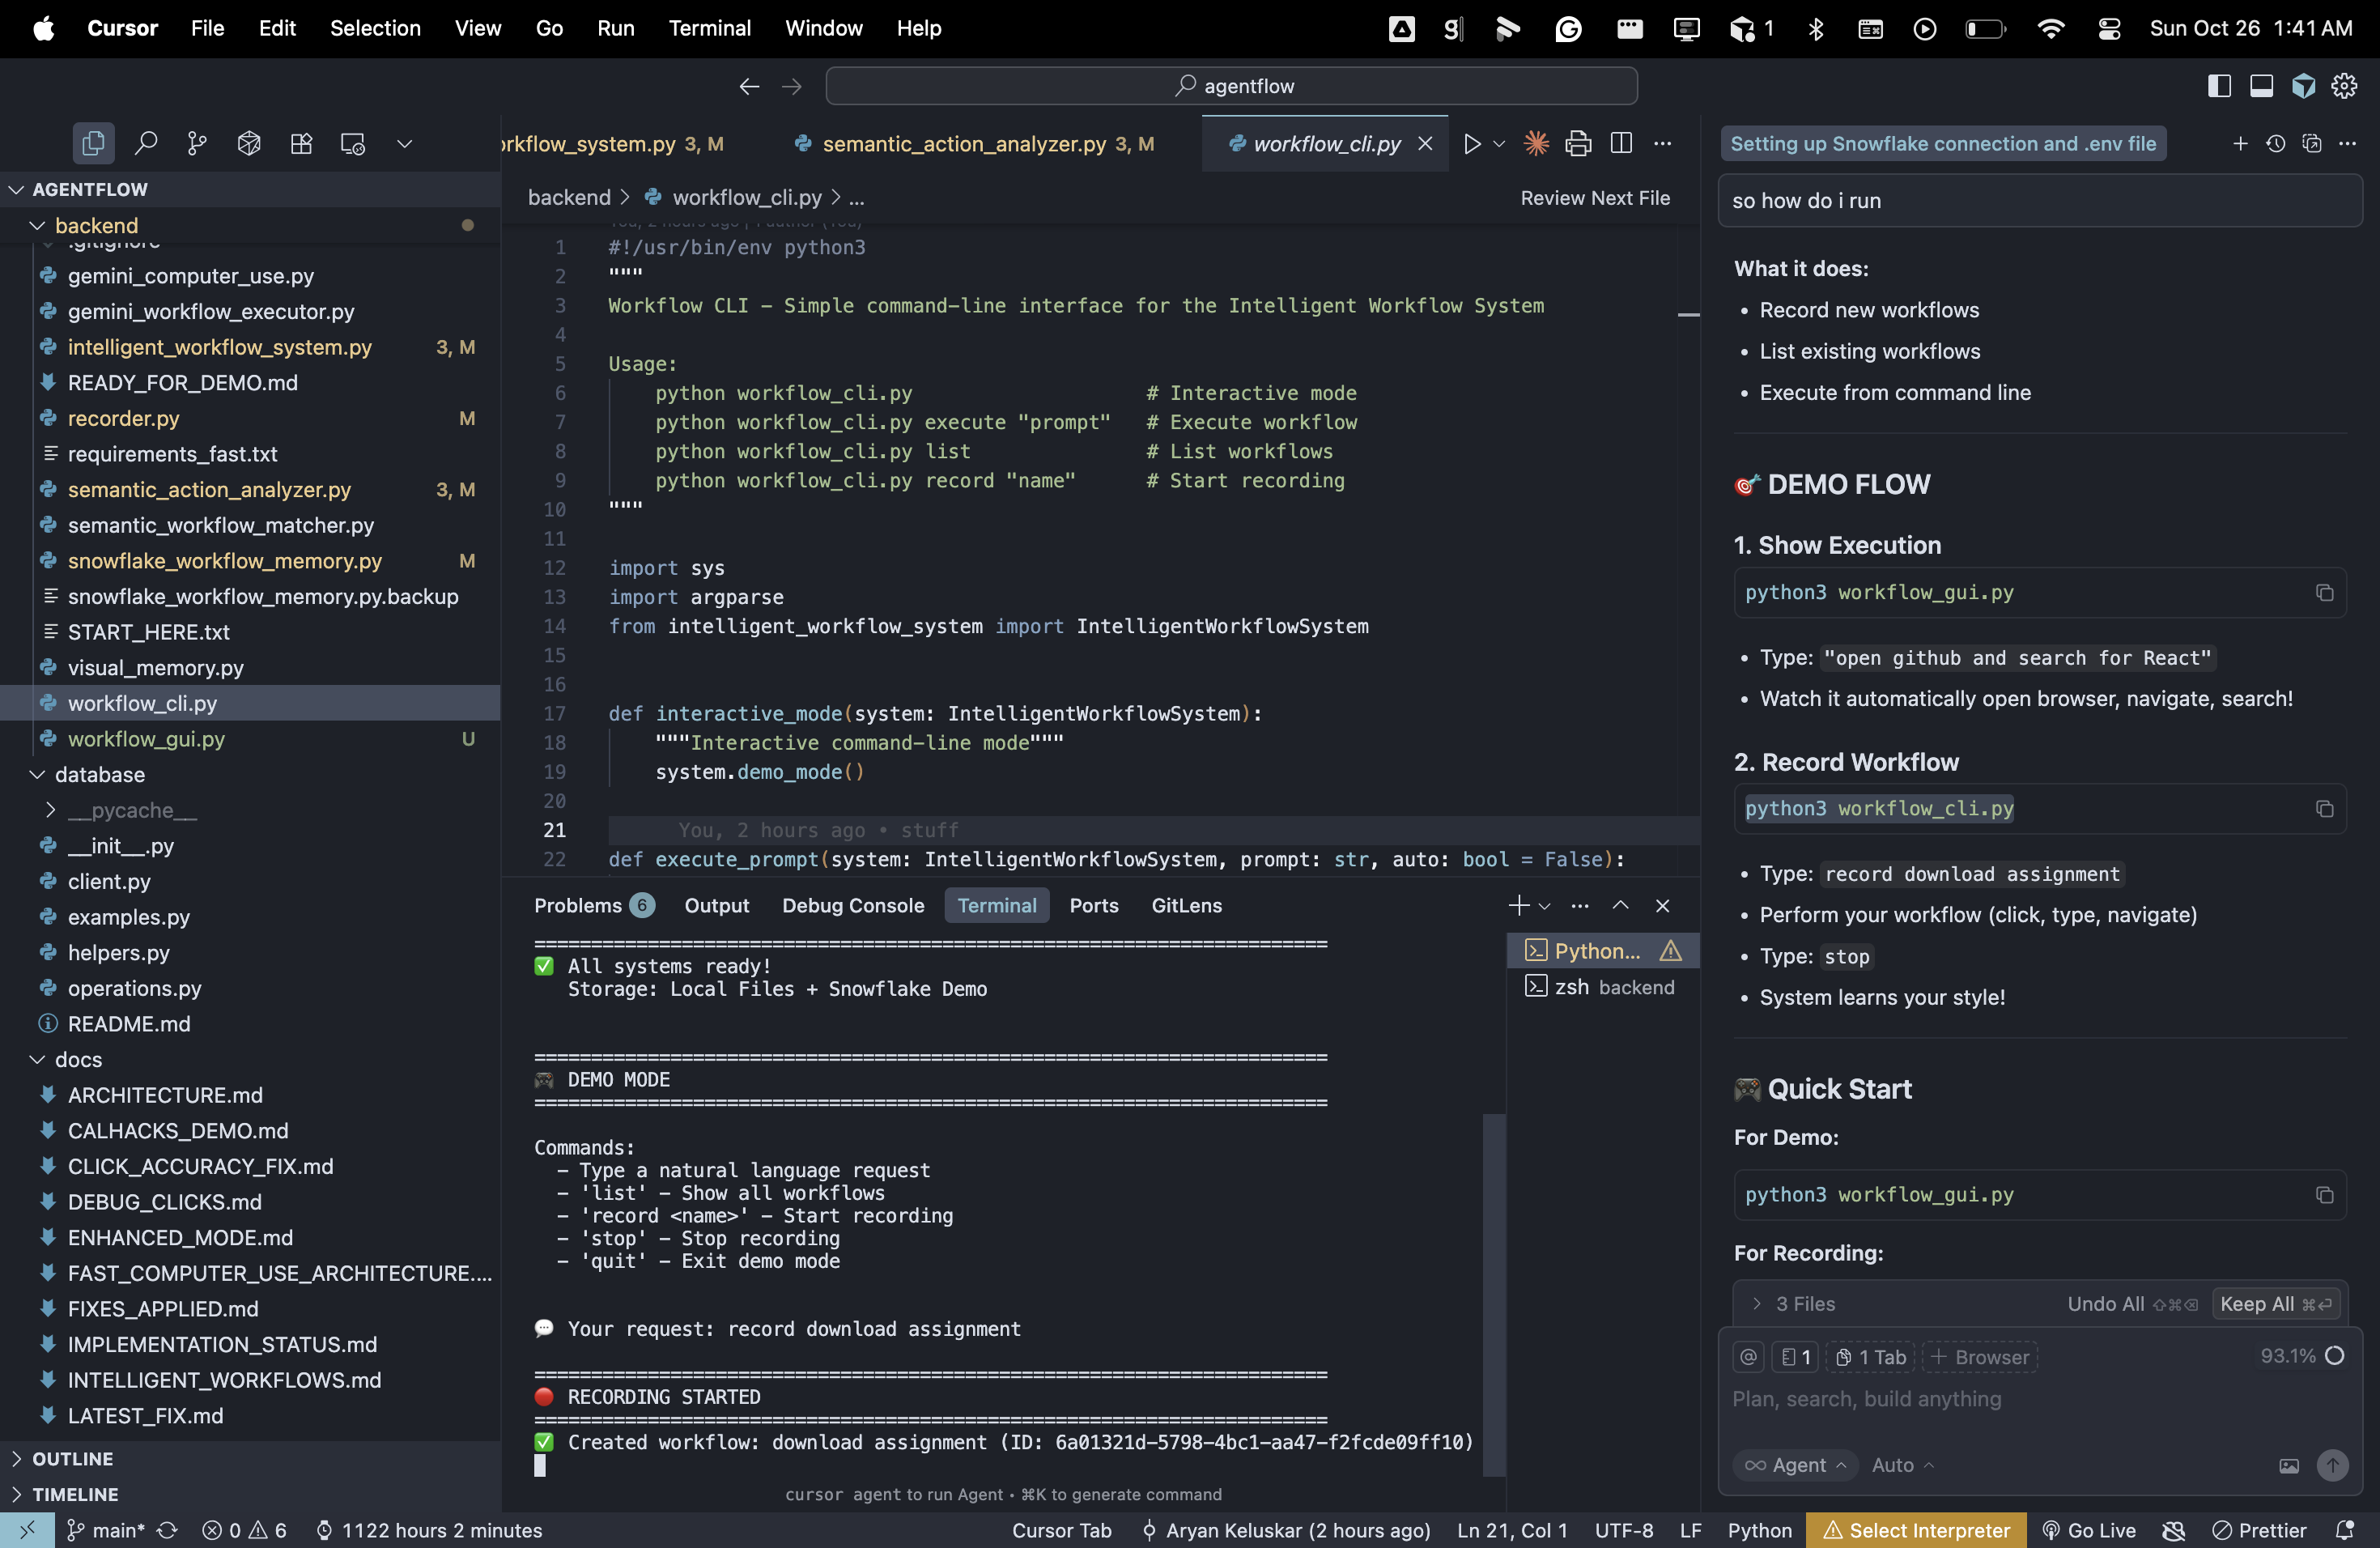 Cursor File Edit Selection View Go Run Terminal Window Help
1 Sun Oct 26 1:41 AM
agentflow
AGENTFLOW
backend
.gitignore
gemini_computer_use.py
gemini_workflow_executor.py
intelligent_workflow_system.py 3, M
READY_FOR_DEMO.md
recorder.py M
requirements_fast.txt
semantic_action_analyzer.py 3, M
semantic_workflow_matcher.py
snowflake_workflow_memory.py M
snowflake_workflow_memory.py.backup
START_HERE.txt
visual_memory.py
workflow_cli.py
workflow_gui.py U
database
__pycache__
__init__.py
client.py
examples.py
helpers.py
operations.py
README.md
docs
ARCHITECTURE.md
CALHACKS_DEMO.md
CLICK_ACCURACY_FIX.md
DEBUG_CLICKS.md
ENHANCED_MODE.md
FAST_COMPUTER_USE_ARCHITECTURE....
FIXES_APPLIED.md
IMPLEMENTATION_STATUS.md
INTELLIGENT_WORKFLOWS.md
LATEST_FIX.md
OUTLINE
TIMELINE
rkflow_system.py 3, M semantic_action_analyzer.py 3, M workflow_cli.py
backend > workflow_cli.py > ... Review Next File
You, 2 hours ago | 1 author (You)
1 #!/usr/bin/env python3
2 """
3 Workflow CLI – Simple command-line interface for the Intelligent Workflow System
4
5 Usage:
6 python workflow_cli.py # Interactive mode
7 python workflow_cli.py execute "prompt" # Execute workflow
8 python workflow_cli.py list # List workflows
9 python workflow_cli.py record "name" # Start recording
10 """
11
12 import sys
13 import argparse
14 from intelligent_workflow_system import IntelligentWorkflowSystem
15
16
17 def interactive_mode(system: IntelligentWorkflowSystem):
18 """Interactive command-line mode"""
19 system.demo_mode()
20
21 You, 2 hours ago • stuff
22 def execute_prompt(system: IntelligentWorkflowSystem, prompt: str, auto: bool = False):
Problems 6 Output Debug Console Terminal Ports GitLens
======================================================================
✅ All systems ready!
Storage: Local Files + Snowflake Demo
======================================================================
🎮 DEMO MODE
======================================================================
Commands:
- Type a natural language request
- 'list' - Show all workflows
- 'record <name>' - Start recording
- 'stop' - Stop recording
- 'quit' - Exit demo mode
💬 Your request: record download assignment
======================================================================
🔴 RECORDING STARTED
======================================================================
✅ Created workflow: download assignment (ID: 6a01321d-5798-4bc1-aa47-f2fcde09ff10)
cursor agent to run Agent • ⌘K to generate command
Python...
zsh backend
Setting up Snowflake connection and .env file
so how do i run
What it does:
• Record new workflows
• List existing workflows
• Execute from command line
🎯 DEMO FLOW
1. Show Execution
python3 workflow_gui.py
• Type: "open github and search for React"
• Watch it automatically open browser, navigate, search!
2. Record Workflow
python3 workflow_cli.py
• Type: record download assignment
• Perform your workflow (click, type, navigate)
• Type: stop
• System learns your style!
🎮 Quick Start
For Demo:
python3 workflow_gui.py
For Recording:
3 Files Undo All ⇧⌘⌫ Keep All ⌘⏎
@ 1 1 Tab + Browser 93.1%
Plan, search, build anything
∞ Agent Auto
main* 0 6 1122 hours 2 minutes Cursor Tab Aryan Keluskar (2 hours ago) Ln 21, Col 1 UTF-8 LF Python Select Interpreter Go Live Prettier